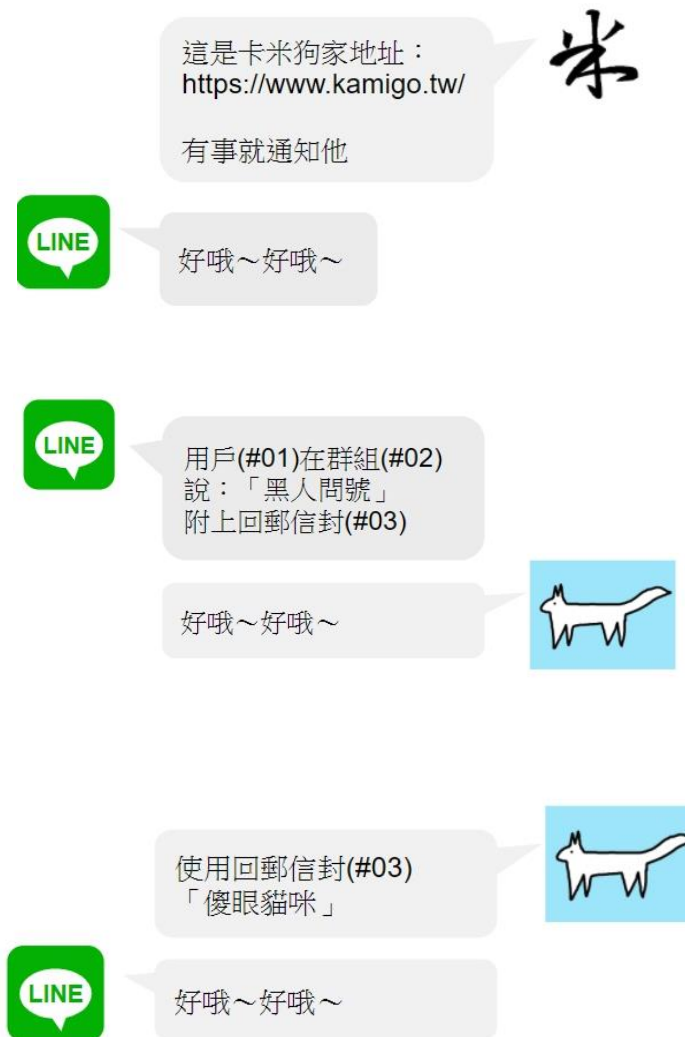 這是卡米狗家地址：
https://www.kamigo.tw/
有事就通知他
米
LINE
好哦～好哦～
LINE
用戶(#01)在群組(#02)
說：「黑人問號」
附上回郵信封(#03)
好哦～好哦～
使用回郵信封(#03)
「傻眼貓咪」
LINE
好哦～好哦～